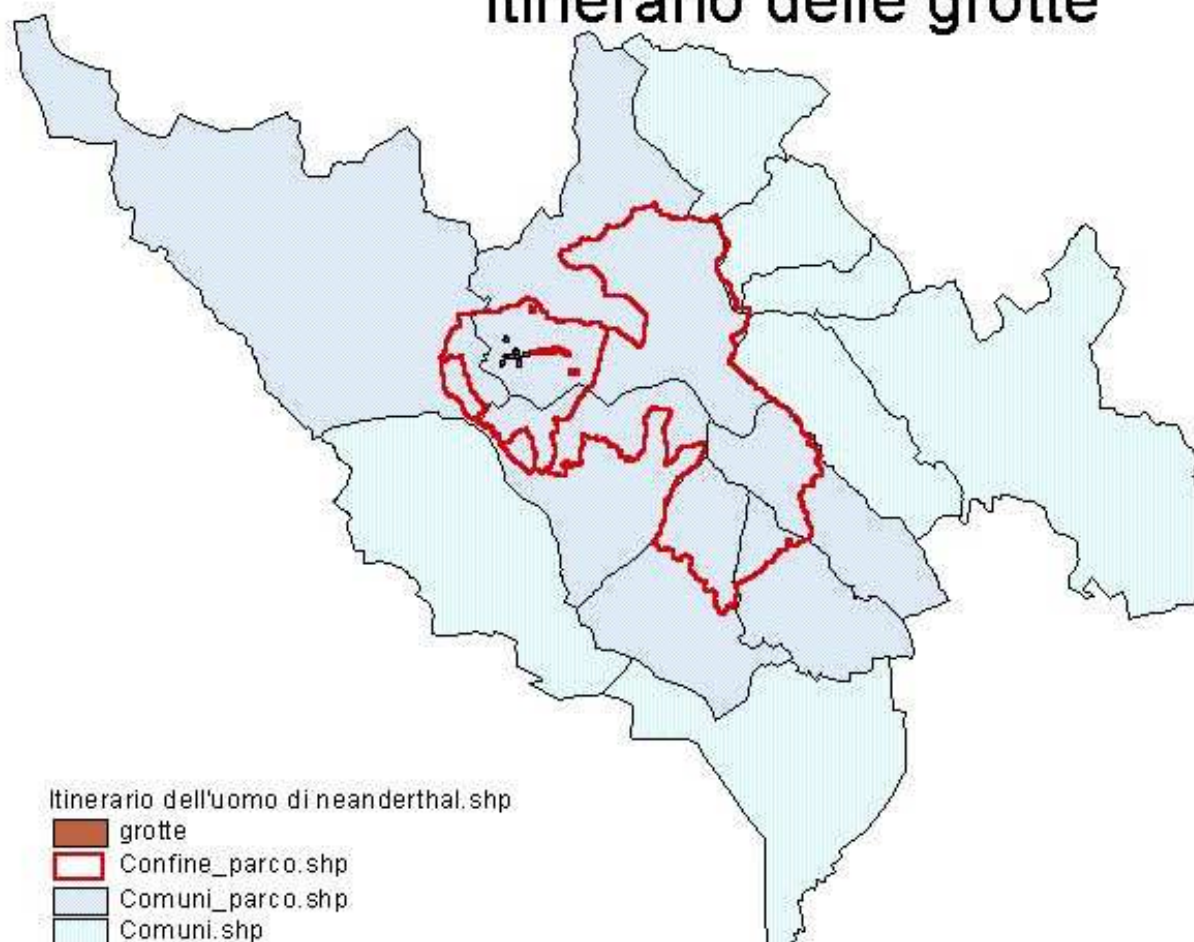 Itinerario delle grotte
Itinerario dell'uomo di neanderthal.shp
grotte
Confine_parco.shp
Comuni_parco.shp
Comuni.shp